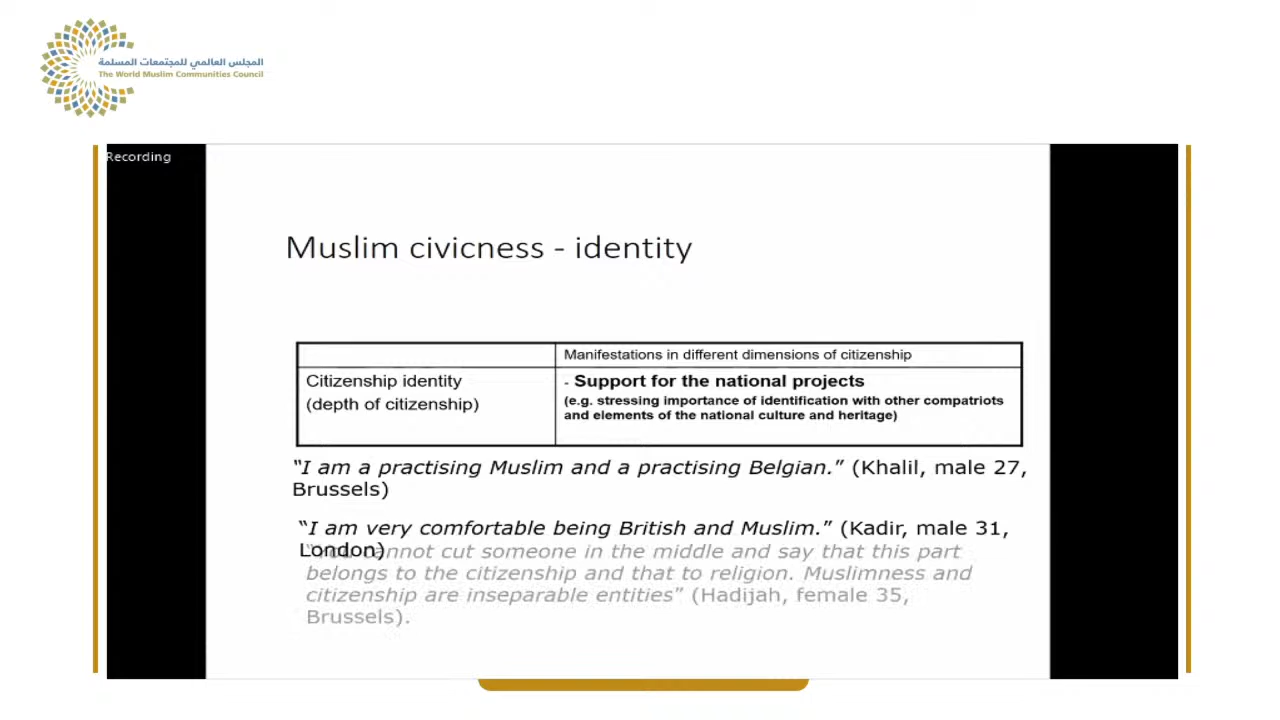 المجلس العالمي للمجتمعات المسلمة
The World Muslim Communities Council
Recording
Muslim civicness - identity
Manifestations in different dimensions of citizenship
Citizenship identity
(depth of citizenship)
- Support for the national projects
(e.g. stressing importance of identification with other compatriots
and elements of the national culture and heritage)
“I am a practising Muslim and a practising Belgian.” (Khalil, male 27,
Brussels)
“I am very comfortable being British and Muslim.” (Kadir, male 31,
London)
“You cannot cut someone in the middle and say that this part
belongs to the citizenship and that to religion. Muslimness and
citizenship are inseparable entities” (Hadijah, female 35,
Brussels).